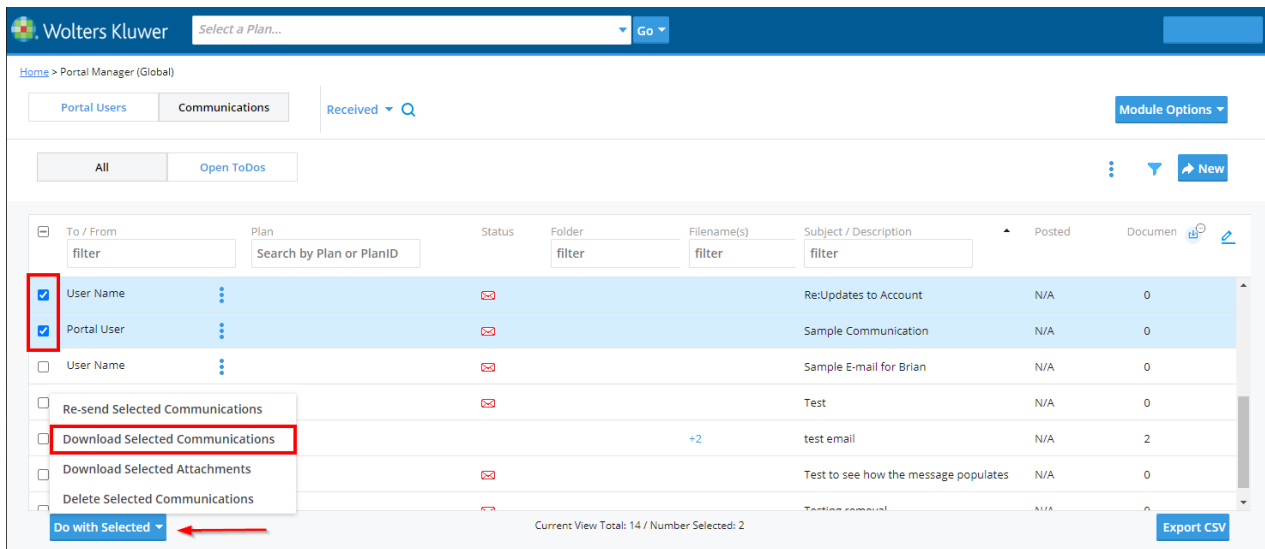 Wolters Kluwer Select a Plan... Go
Home > Portal Manager (Global)
Portal Users Communications Received Module Options
All Open ToDos New
To / From Plan Status Folder Filename(s) Subject / Description Posted Documen
filter Search by Plan or PlanID filter filter filter
User Name Re:Updates to Account N/A 0
Portal User Sample Communication N/A 0
User Name Sample E-mail for Brian N/A 0
Re-send Selected Communications Test N/A 0
Download Selected Communications +2 test email N/A 2
Download Selected Attachments Test to see how the message populates N/A 0
Delete Selected Communications Testing removal N/A 0
Do with Selected Current View Total: 14 / Number Selected: 2 Export CSV